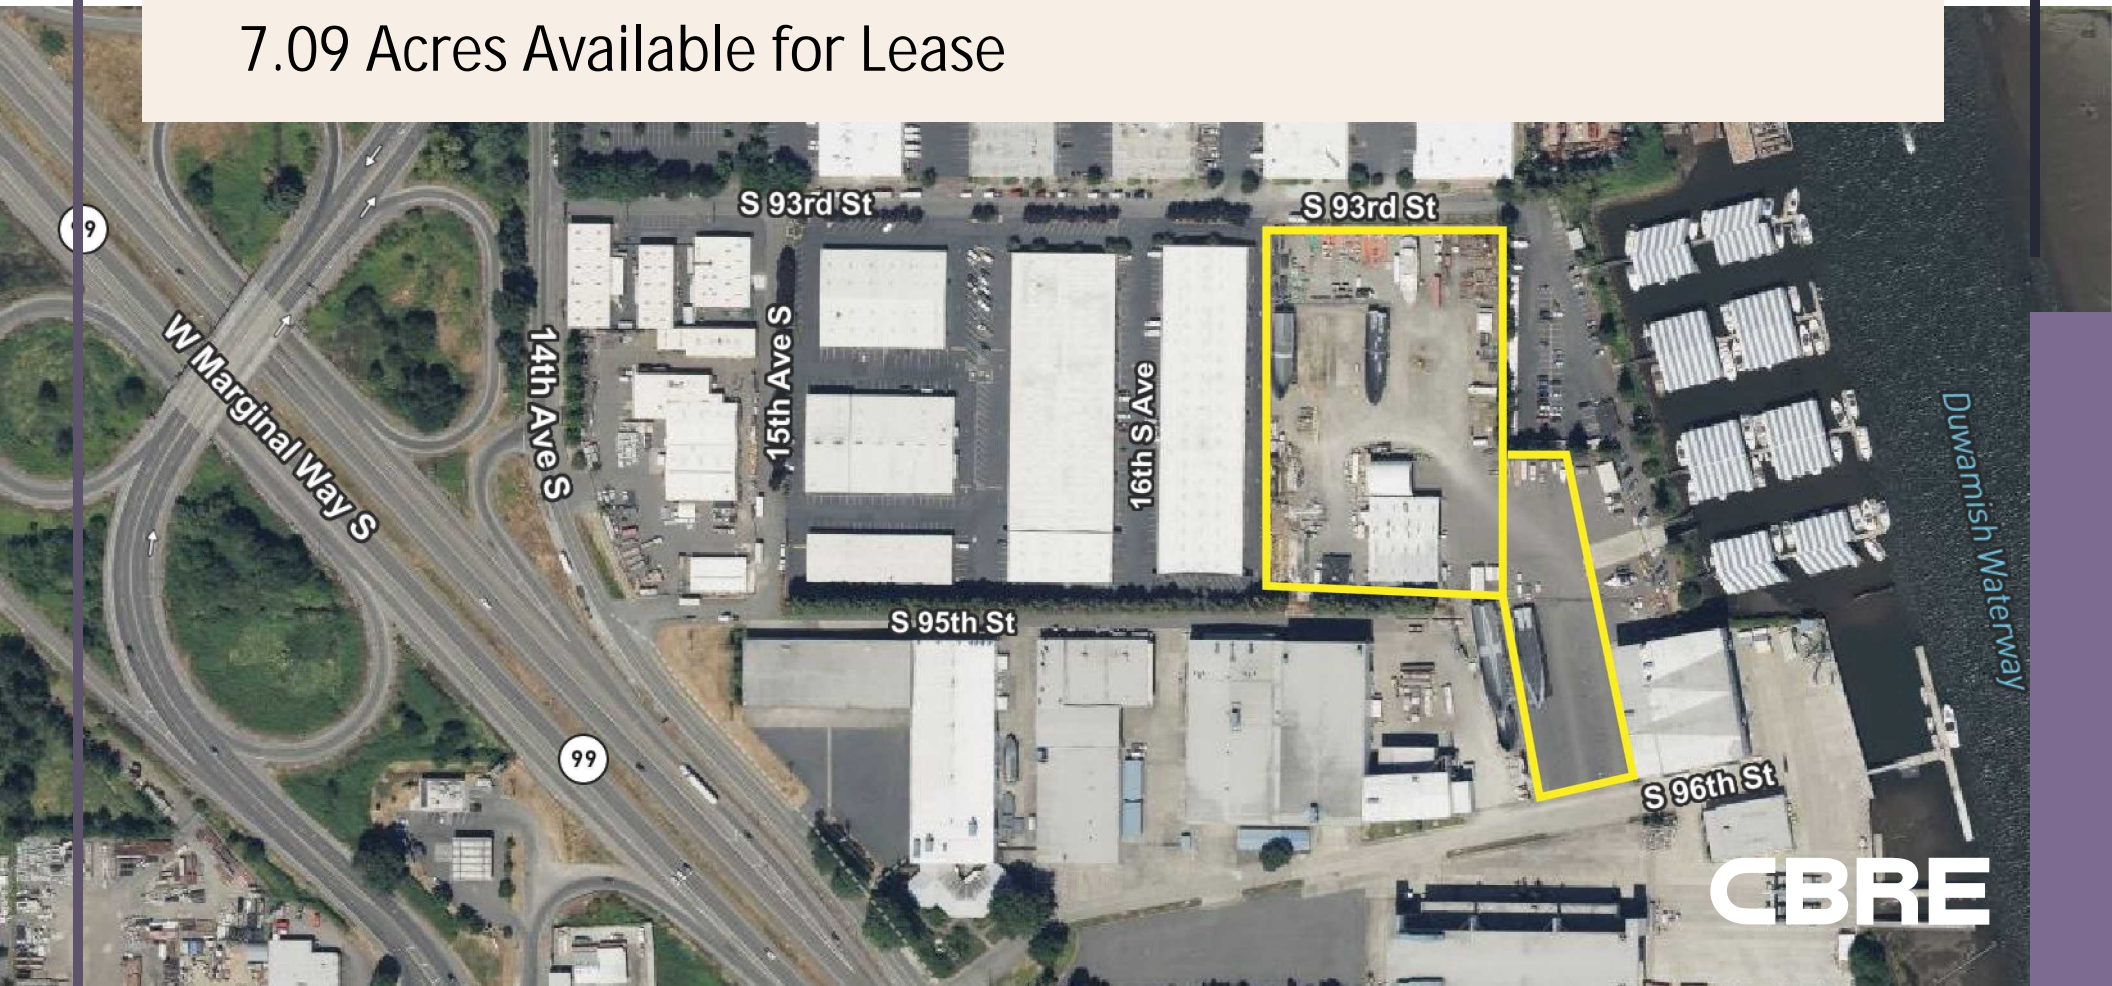 7.09 Acres Available for Lease
S 93rd St
S 93rd St
99
W Marginal Way S
14th Ave S
15th Ave S
16th S Ave
Duwamish Waterway
S 95th St
99
S 96th St
CBRE